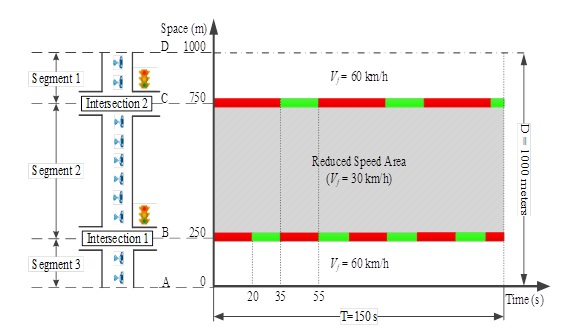 Space (m)
D 1000
Segment 1
V_f = 60 km/h
Intersection 2
C 750
Segment 2
Reduced Speed Area
(V_f = 30 km/h)
D = 1000 meters
Intersection 1
B 250
Segment 3
V_f = 60 km/h
A 0
20 35 55
Time (s)
T=150 s